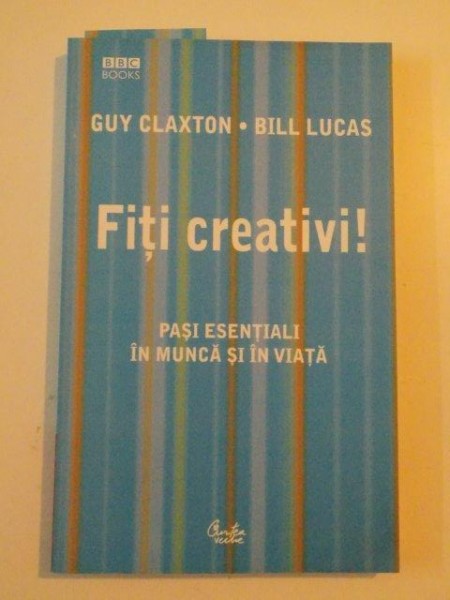 BBC
BOOKS
GUY CLAXTON • BILL LUCAS
Fiți creativi!
PAȘI ESENȚIALI
ÎN MUNCĂ ȘI ÎN VIAȚĂ
Curtea
veche